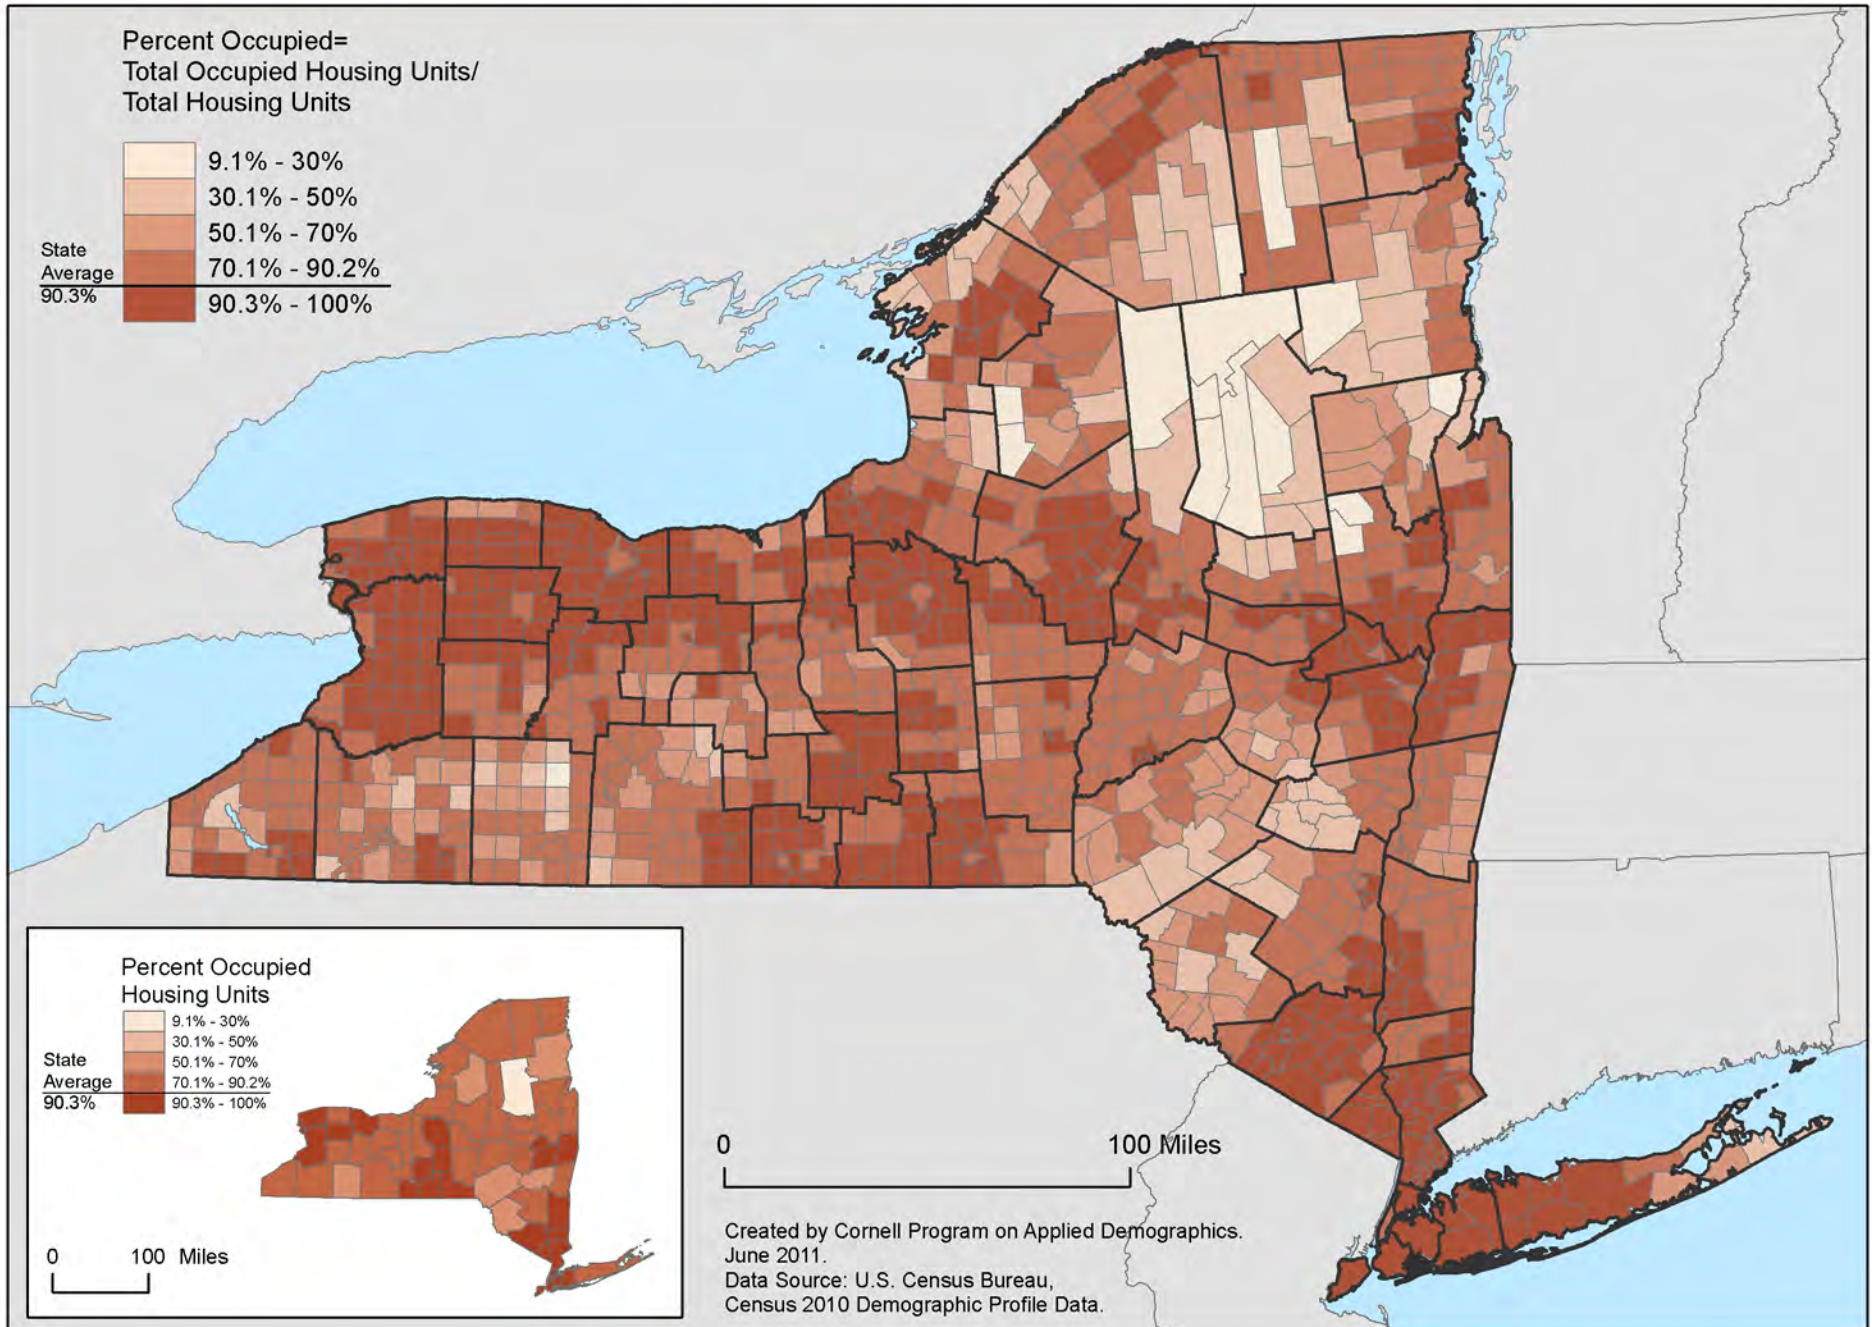 Percent Occupied=
Total Occupied Housing Units/
Total Housing Units
9.1% - 30%
30.1% - 50%
50.1% - 70%
70.1% - 90.2%
90.3% - 100%
State
Average
90.3%
Percent Occupied
Housing Units
9.1% - 30%
30.1% - 50%
50.1% - 70%
70.1% - 90.2%
90.3% - 100%
State
Average
90.3%
0 100 Miles
0 100 Miles
Created by Cornell Program on Applied Demographics.
June 2011.
Data Source: U.S. Census Bureau,
Census 2010 Demographic Profile Data.